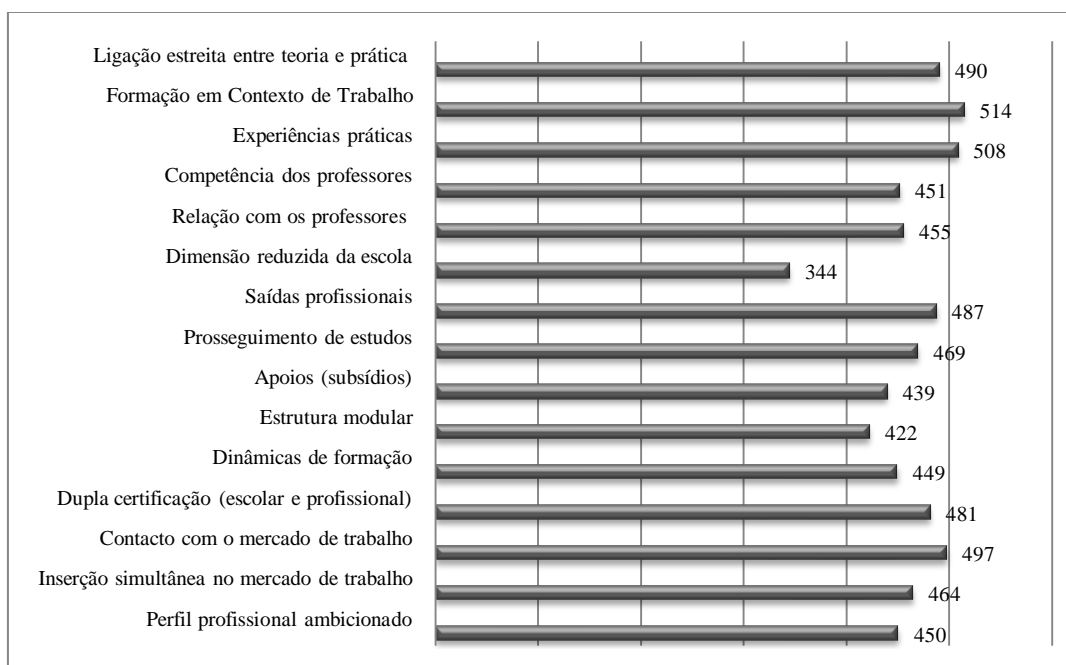 Ligação estreita entre teoria e prática
490
Formação em Contexto de Trabalho
514
Experiências práticas
508
Competência dos professores
451
Relação com os professores
455
Dimensão reduzida da escola
344
Saídas profissionais
487
Prosseguimento de estudos
469
Apoios (subsídios)
439
Estrutura modular
422
Dinâmicas de formação
449
Dupla certificação (escolar e profissional)
481
Contacto com o mercado de trabalho
497
Inserção simultânea no mercado de trabalho
464
Perfil profissional ambicionado
450